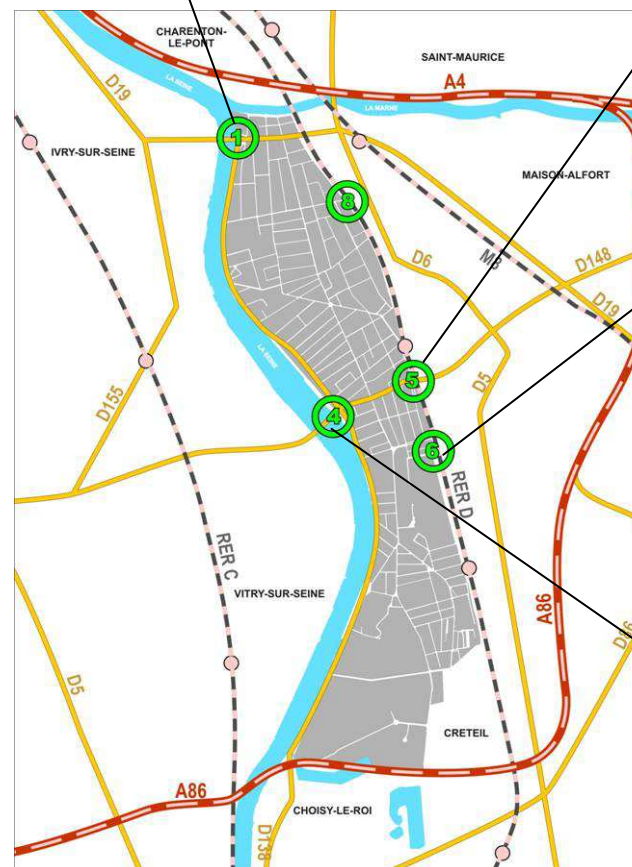 CHARENTON-
LE-PONT
SAINT-MAURICE
A4
LA SEINE
LA MARNE
D19
1
IVRY-SUR-SEINE
MAISON-ALFORT
8
D6
M8
D148
D19
LA SEINE
5
D5
D155
4
6
RER D
RER C
VITRY-SUR-SEINE
A86
D86
D5
CRETEIL
A86
CHOISY-LE-ROI
D138